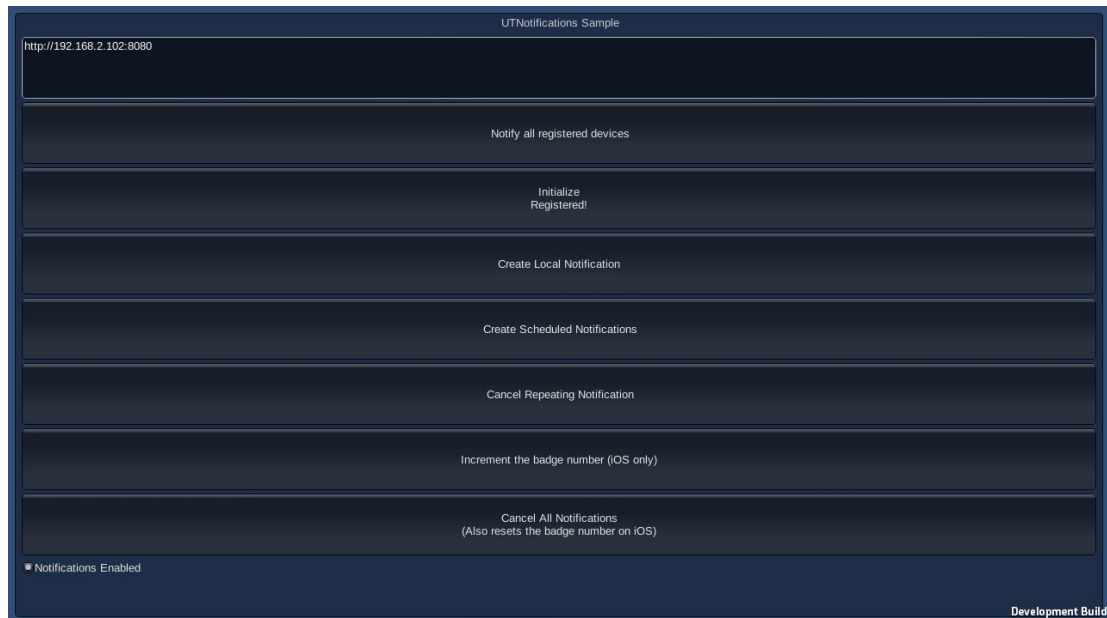 UTNotifications Sample
http://192.168.2.102:8080
Notify all registered devices
Initialize
Registered!
Create Local Notification
Create Scheduled Notifications
Cancel Repeating Notification
Increment the badge number (iOS only)
Cancel All Notifications
(Also resets the badge number on iOS)
Notifications Enabled
Development Build